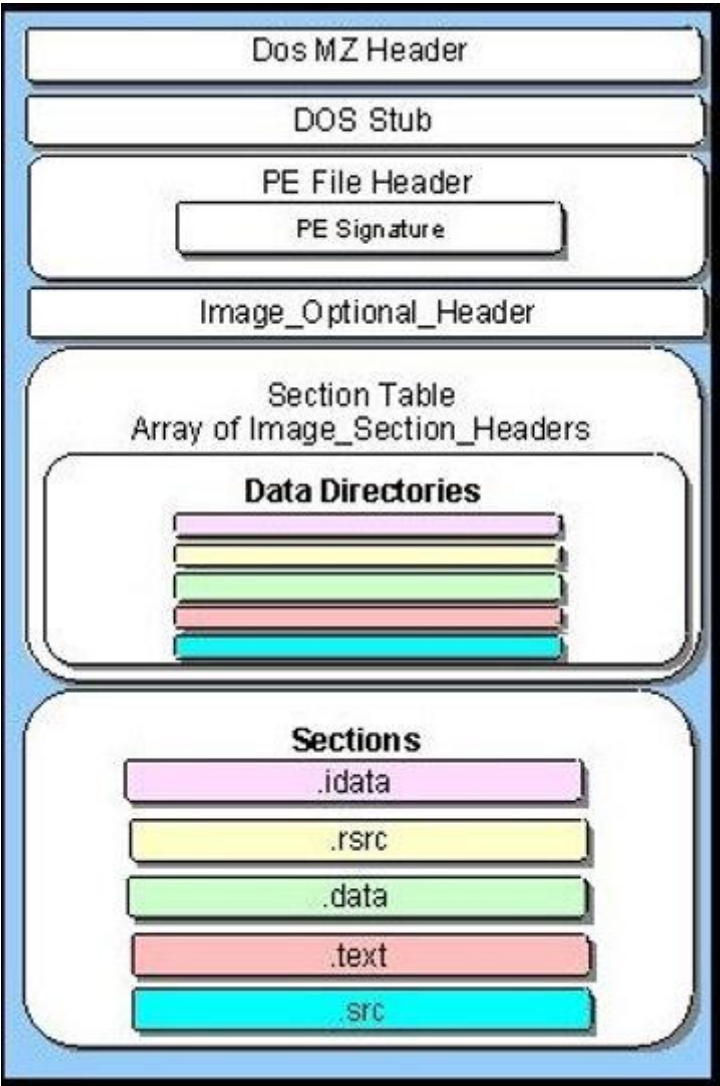 Dos MZ Header
DOS Stub
PE File Header
PE Signature
Image_Optional_Header
Section Table
Array of Image_Section_Headers
Data Directories
Sections
.idata
.rsrc
.data
.text
.src